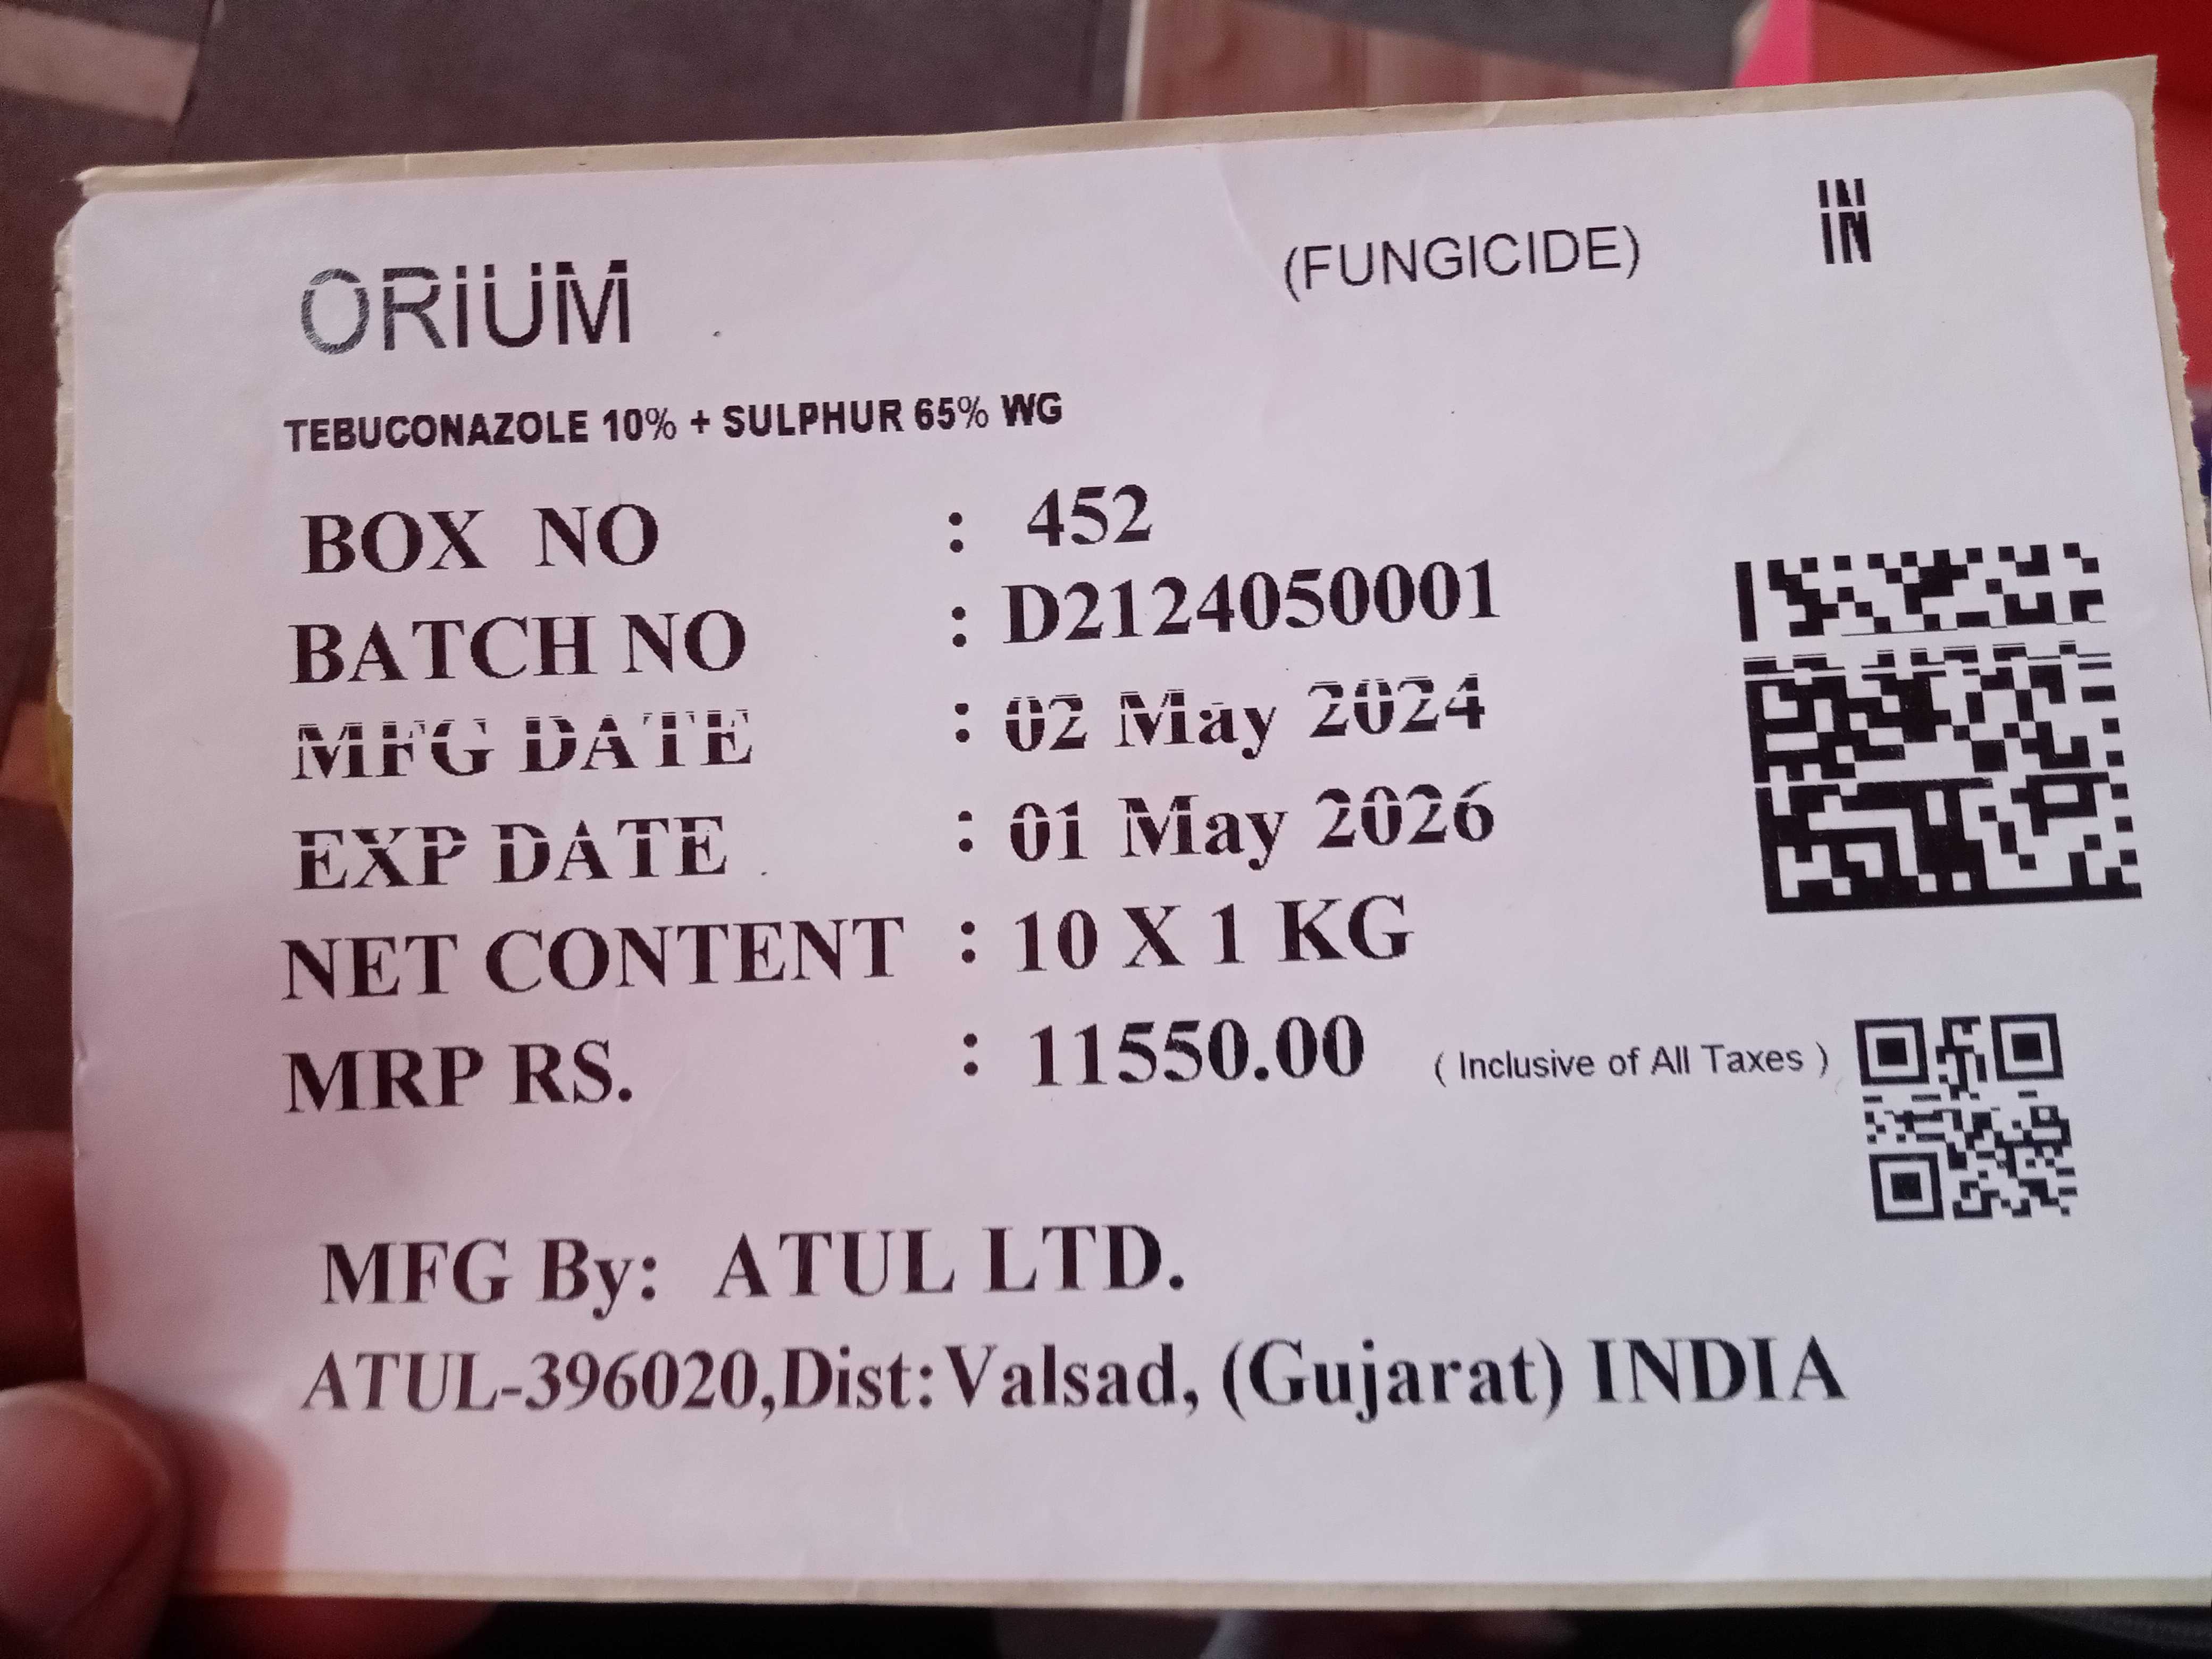 ORiUM (FUNGICIDE) IN
TEBUCONAZOLE 10% + SULPHUR 65% WG
BOX NO : 452
BATCH NO : D2124050001
MFG DATE : 02 May 2024
EXP DATE : 01 May 2026
NET CONTENT : 10 X 1 KG
MRP RS. : 11550.00 ( Inclusive of All Taxes )
MFG By: ATUL LTD.
ATUL-396020,Dist:Valsad, (Gujarat) INDIA